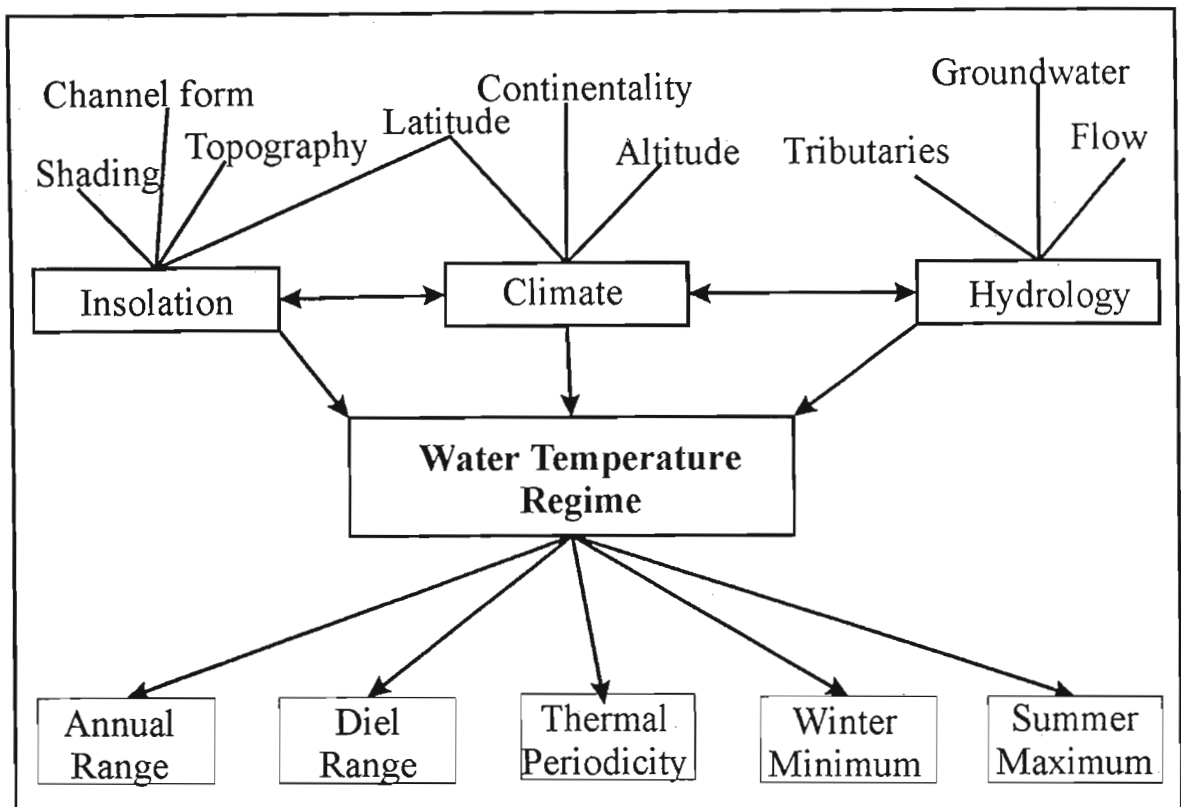 Groundwater
Continentality
Channel form
Latitude
Flow
Topography
Altitude
Tributaries
Shading
Insolation
Climate
Hydrology
Water Temperature
Regime
Annual
Range
Diel
Range
Thermal
Periodicity
Winter
Minimum
Summer
Maximum